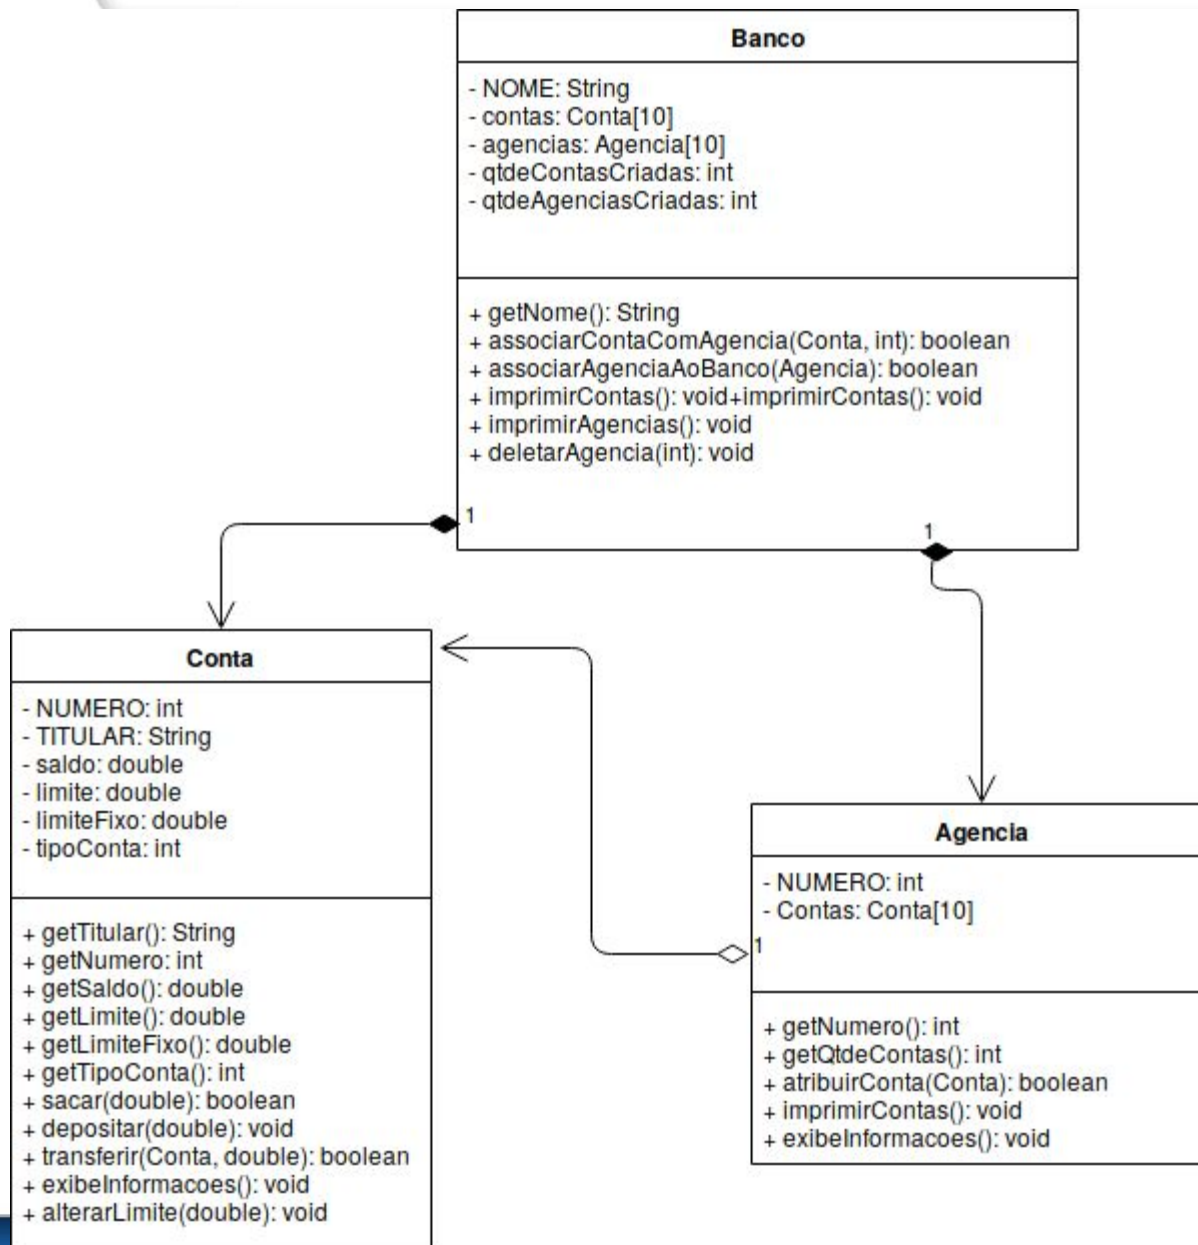 Banco
- NOME: String
- contas: Conta[10]
- agencias: Agencia[10]
- qtdeContasCriadas: int
- qtdeAgenciasCriadas: int
+ getNome(): String
+ associarContaComAgencia(Conta, int): boolean
+ associarAgenciaAoBanco(Agencia): boolean
+ imprimirContas(): void+imprimirContas(): void
+ imprimirAgencias(): void
+ deletarAgencia(int): void
1
1
Conta
- NUMERO: int
- TITULAR: String
- saldo: double
- limite: double
- limiteFixo: double
- tipoConta: int
+ getTitular(): String
+ getNumero: int
+ getSaldo(): double
+ getLimite(): double
+ getLimiteFixo(): double
+ getTipoConta(): int
+ sacar(double): boolean
+ depositar(double): void
+ transferir(Conta, double): boolean
+ exibeInformacoes(): void
+ alterarLimite(double): void
Agencia
- NUMERO: int
- Contas: Conta[10]
1
+ getNumero(): int
+ getQtdeContas(): int
+ atribuirConta(Conta): boolean
+ imprimirContas(): void
+ exibeInformacoes(): void